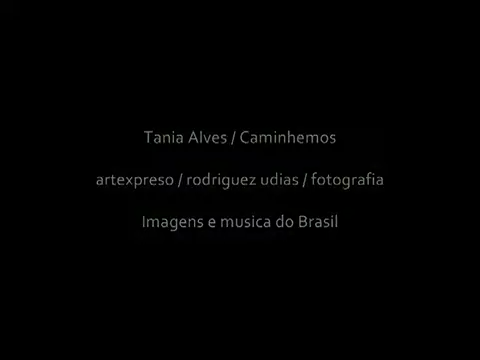 Tania Alves / Caminhemos
artexpreso / rodriguez udias / fotografia
Imagens e musica do Brasil